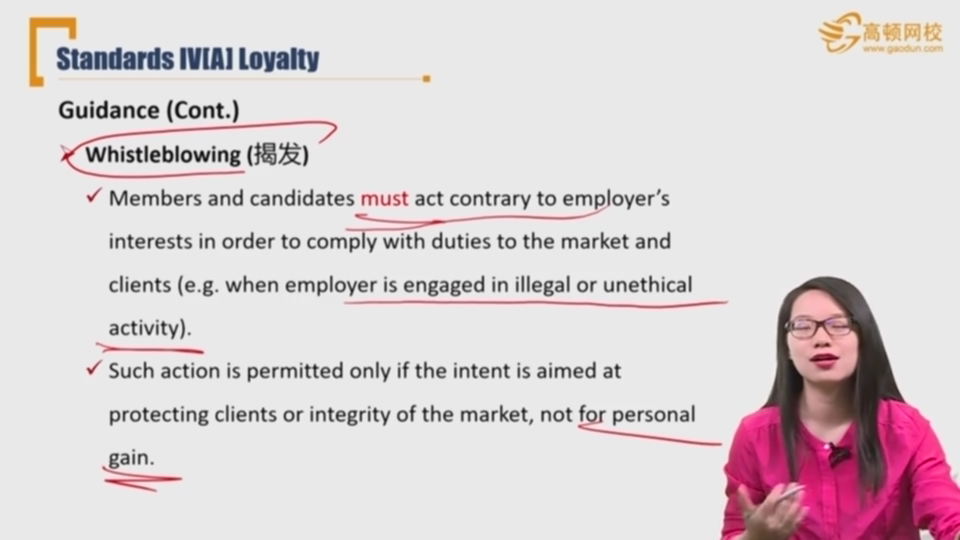 Standards IV[A] Loyalty
高顿网校
www.gaodun.com
Guidance (Cont.)
Whistleblowing (揭发)
Members and candidates must act contrary to employer’s
interests in order to comply with duties to the market and
clients (e.g. when employer is engaged in illegal or unethical
activity).
Such action is permitted only if the intent is aimed at
protecting clients or integrity of the market, not for personal
gain.